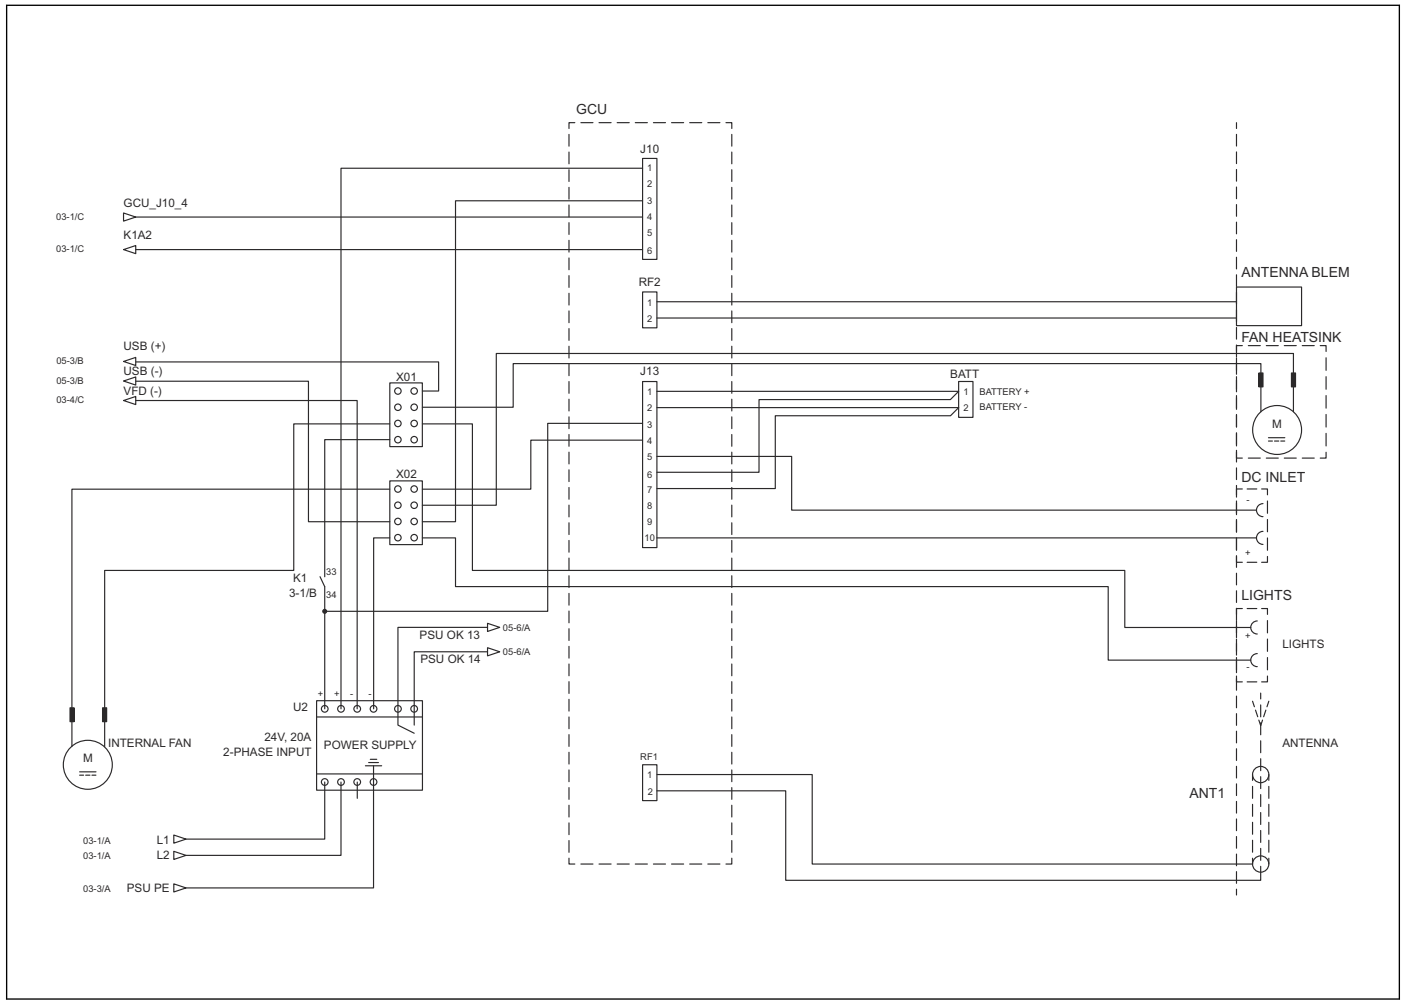 GCU
J10
1
2
3
4
5
6
GCU_J10_4
03-1/C
K1A2
03-1/C
RF2
1
2
ANTENNA BLEM
FAN HEATSINK
M
USB (+)
05-3/B
USB (-)
05-3/B
VFD (-)
03-4/C
X01
X02
J13
1
2
3
4
5
6
7
8
9
10
BATT
1 BATTERY +
2 BATTERY -
DC INLET
-
+
K1
3-1/B
33
34
LIGHTS
+
-
LIGHTS
PSU OK 13
05-6/A
PSU OK 14
05-6/A
+ + - -
U2
24V, 20A
2-PHASE INPUT
POWER SUPPLY
INTERNAL FAN
M
RF1
1
2
ANTENNA
ANT1
03-1/A L1
03-1/A L2
03-3/A PSU PE